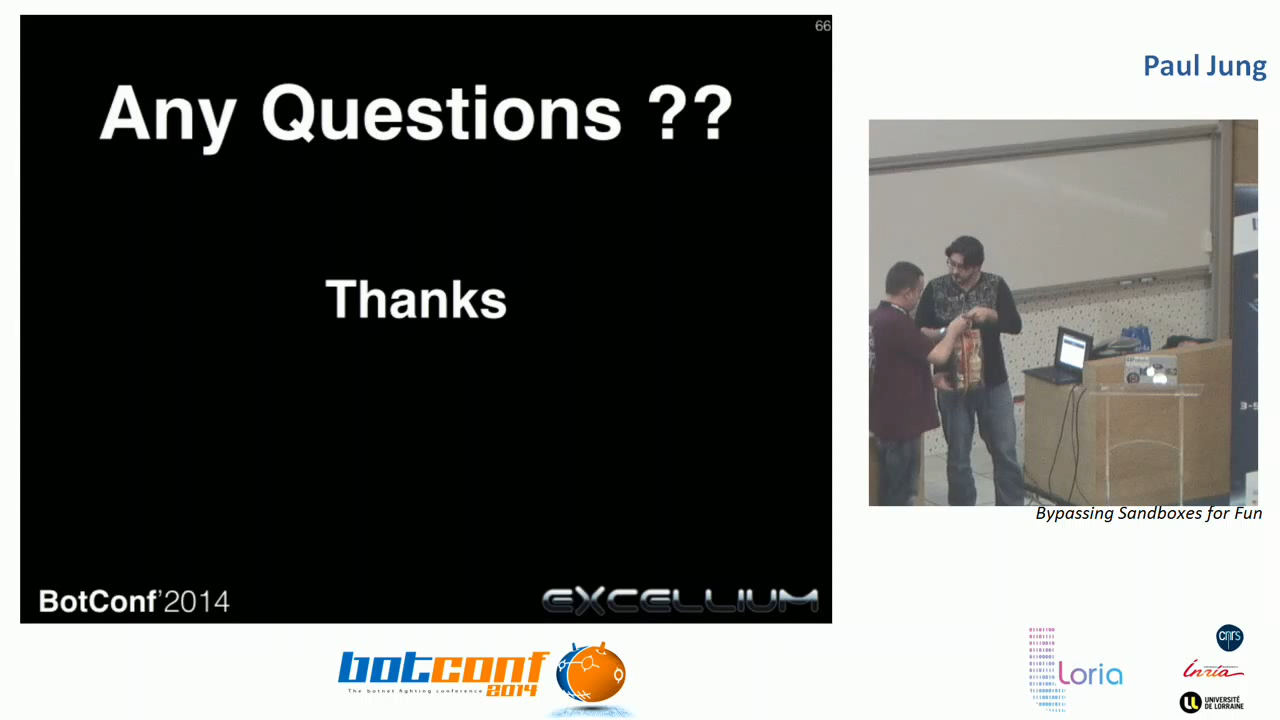 66
Any Questions ??
Thanks
BotConf'2014
EXCELLIUM
Paul Jung
Bypassing Sandboxes for Fun
botconf
The botnet fighting conference 2014
Loria
cnrs
Inria
UNIVERSITÉ
DE LORRAINE